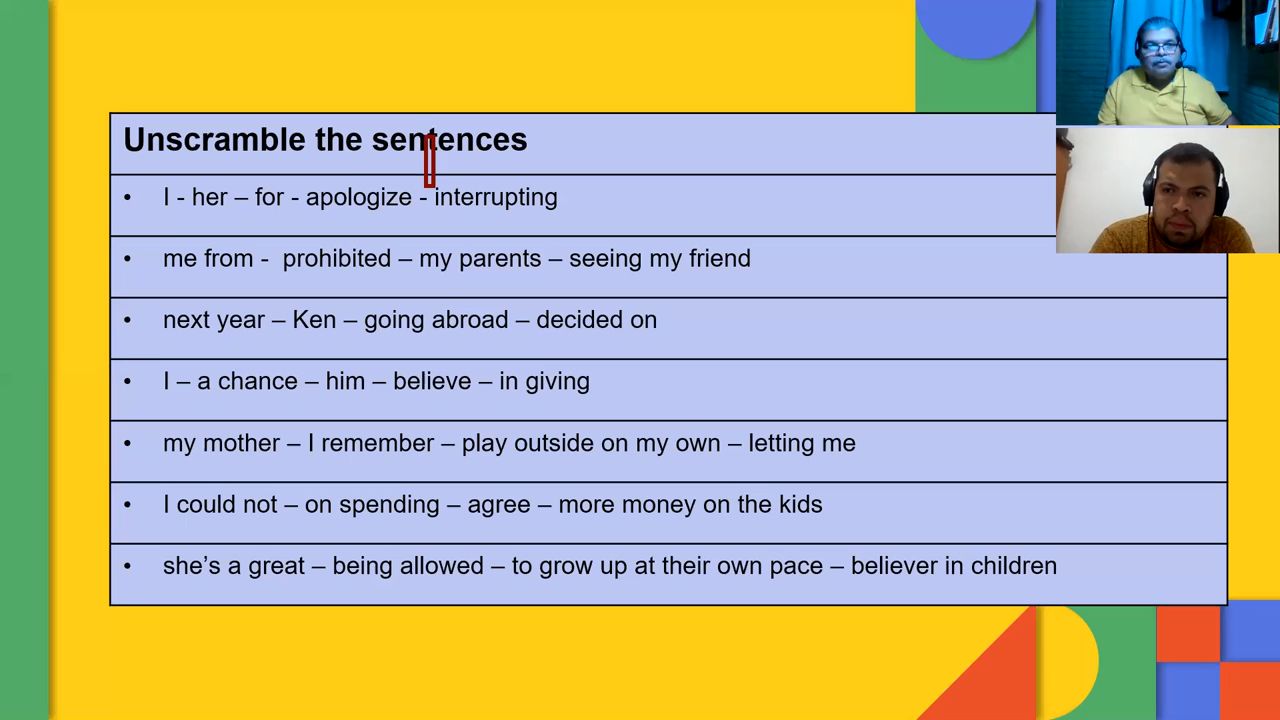 Unscramble the sentences
• I - her – for - apologize - interrupting
• me from - prohibited – my parents – seeing my friend
• next year – Ken – going abroad – decided on
• I – a chance – him – believe – in giving
• my mother – I remember – play outside on my own – letting me
• I could not – on spending – agree – more money on the kids
• she’s a great – being allowed – to grow up at their own pace – believer in children